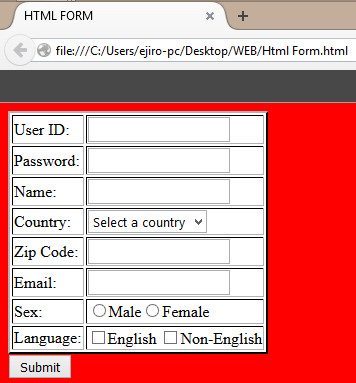 HTML FORM
file:///C:/Users/ejiro-pc/Desktop/WEB/Html Form.html
User ID:
Password:
Name:
Country: Select a country
Zip Code:
Email:
Sex: Male Female
Language: English Non-English
Submit